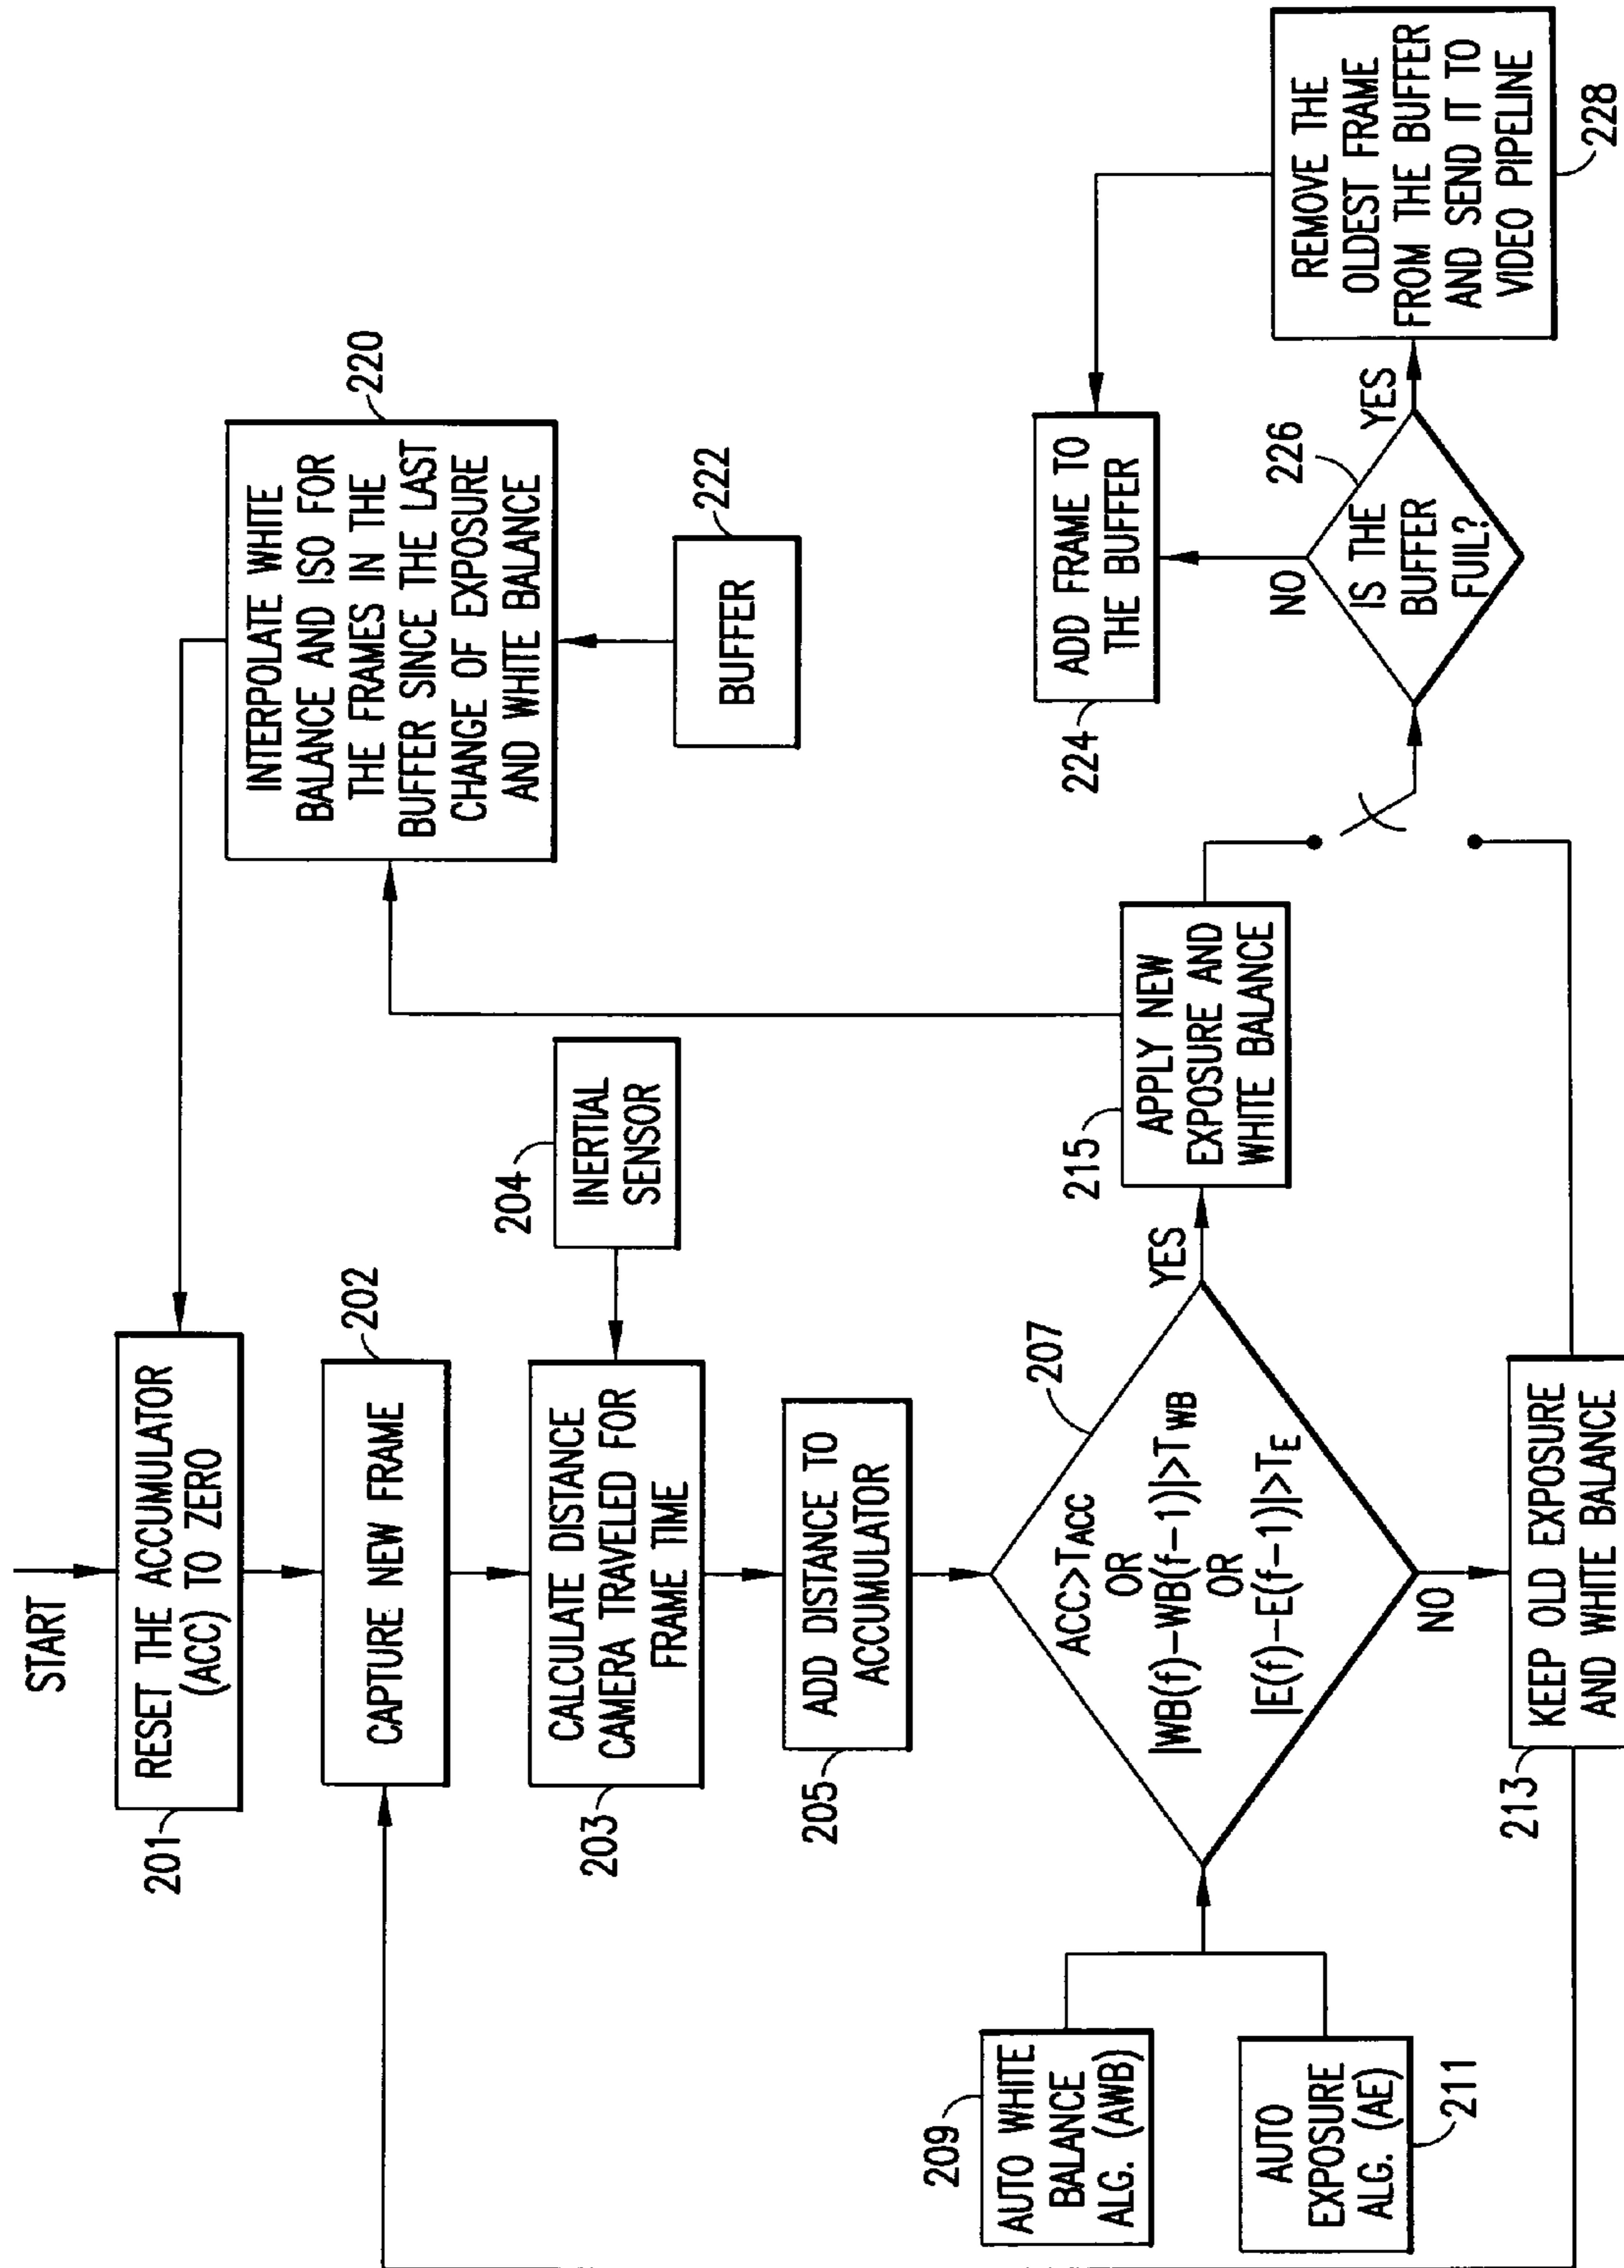 START
RESET THE ACCUMULATOR
(ACC) TO ZERO
201
CAPTURE NEW FRAME
202
CALCULATE DISTANCE
CAMERA TRAVELED FOR
FRAME TIME
203
INERTIAL
SENSOR
204
ADD DISTANCE TO
ACCUMULATOR
205
ACC>TACC
OR
|WB(f)-WB(f-1)|>TWB
OR
|E(f)-E(f-1)|>TE
207
AUTO WHITE
BALANCE
ALG. (AWB)
209
AUTO
EXPOSURE
ALG. (AE)
211
NO
KEEP OLD EXPOSURE
AND WHITE BALANCE
213
YES
APPLY NEW
EXPOSURE AND
WHITE BALANCE
215
INTERPOLATE WHITE
BALANCE AND ISO FOR
THE FRAMES IN THE
BUFFER SINCE THE LAST
CHANGE OF EXPOSURE
AND WHITE BALANCE
220
BUFFER
222
ADD FRAME TO
THE BUFFER
224
NO
IS THE
BUFFER
FUIL?
226
YES
REMOVE THE
OLDEST FRAME
FROM THE BUFFER
AND SEND IT TO
VIDEO PIPELINE
228